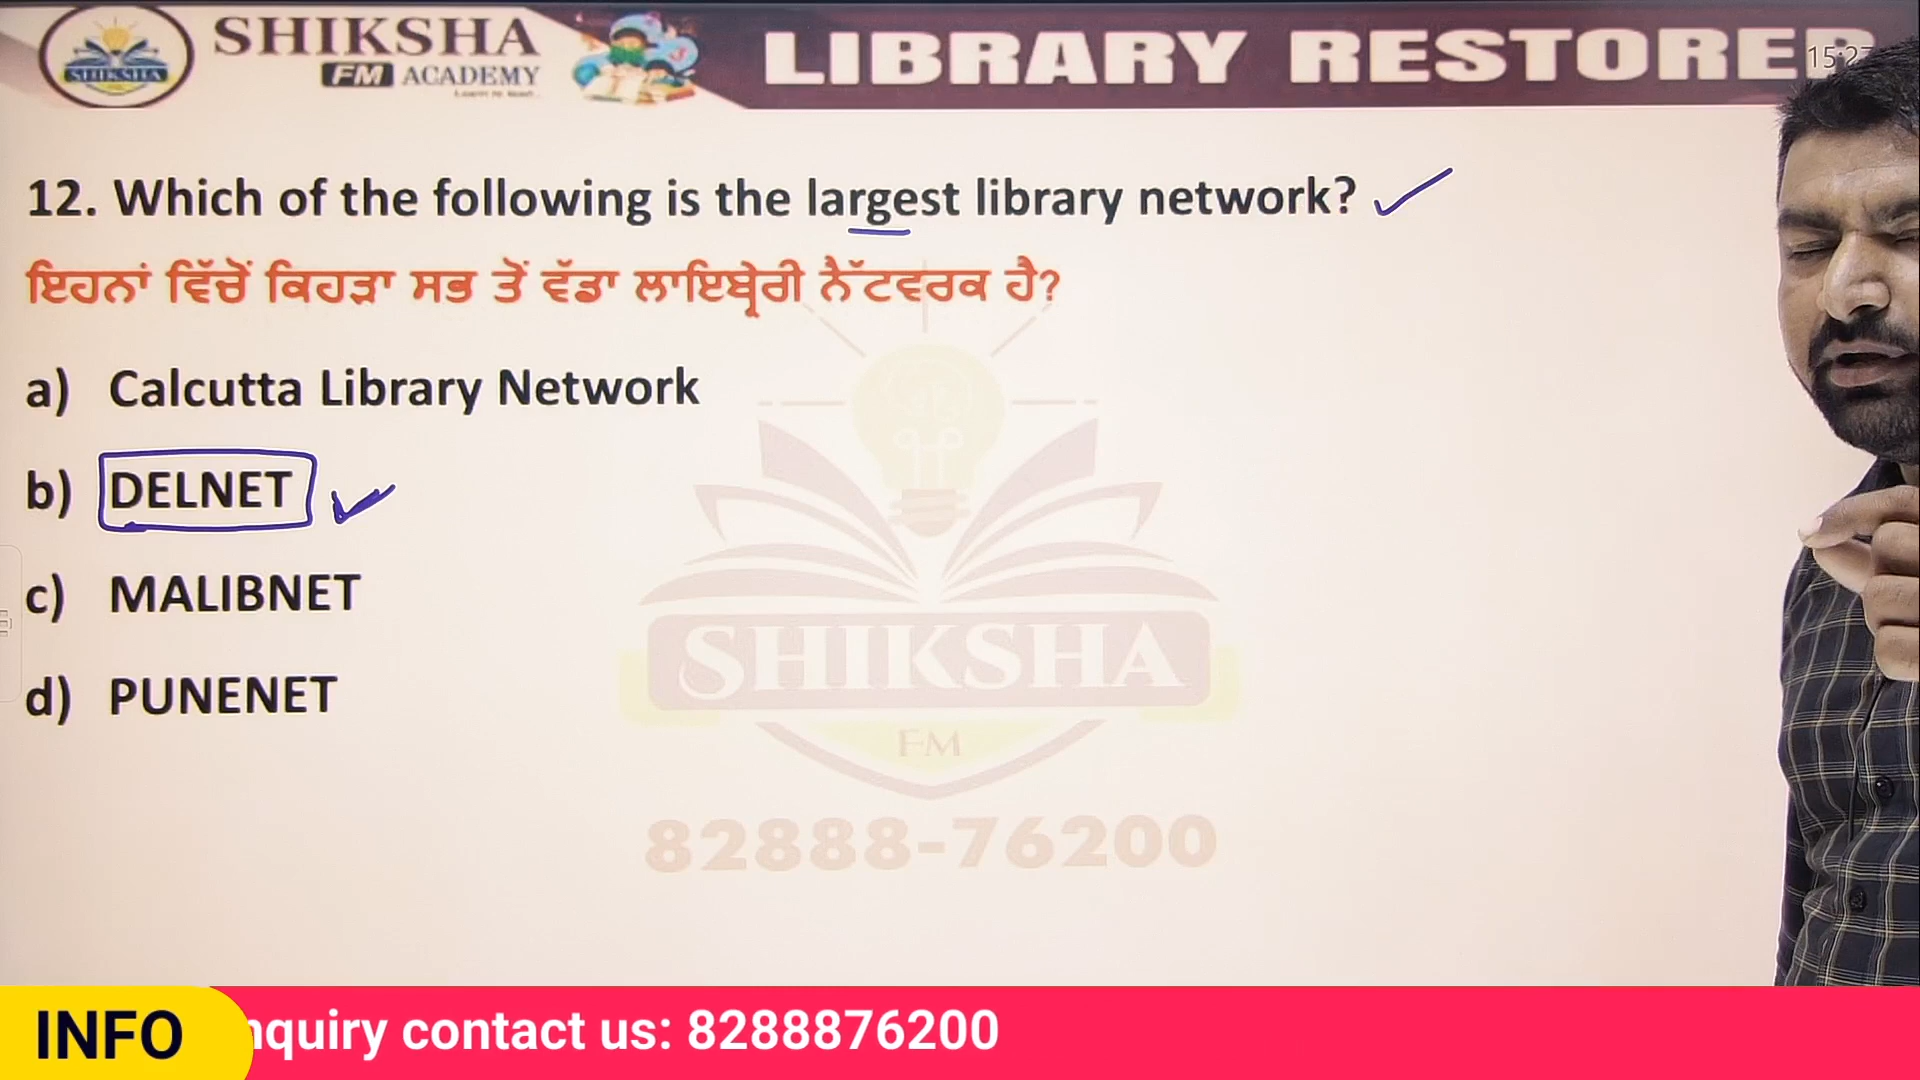 SHIKSHA
SHIKSHA
FM ACADEMY
LIBRARY RESTORER
12. Which of the following is the largest library network?
ਇਹਨਾਂ ਵਿੱਚੋਂ ਕਿਹੜਾ ਸਭ ਤੋਂ ਵੱਡਾ ਲਾਇਬ੍ਰੇਰੀ ਨੈੱਟਵਰਕ ਹੈ?
a) Calcutta Library Network
b) DELNET
c) MALIBNET
d) PUNENET
SHIKSHA
FM
82888-76200
INFO
nquiry contact us: 8288876200